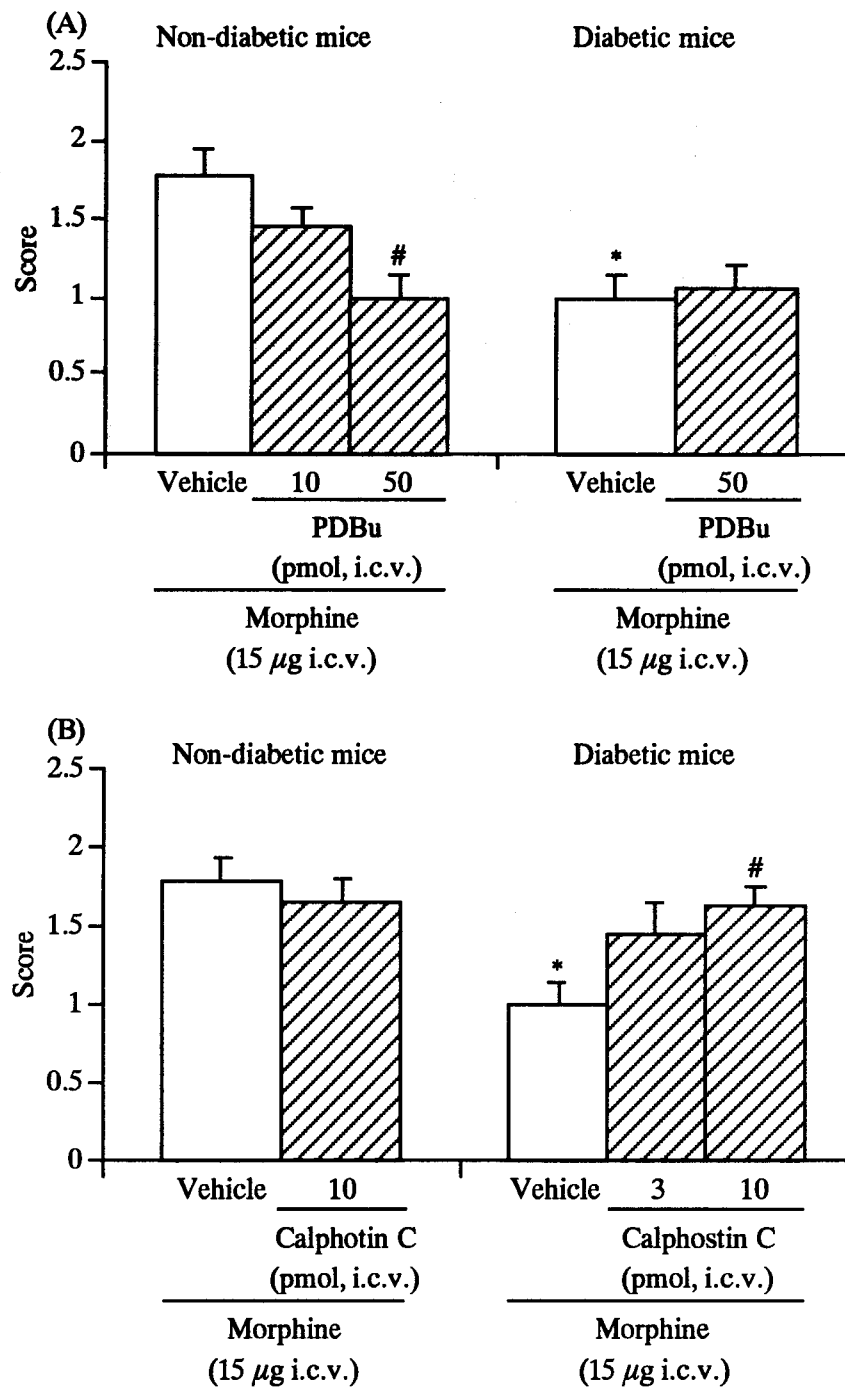 (A)
Non-diabetic mice Diabetic mice
2.5
2
1.5
1
0.5
0
Score
#
*
Vehicle 10 50 Vehicle 50
PDBu PDBu
(pmol, i.c.v.) (pmol, i.c.v.)
Morphine Morphine
(15 μg i.c.v.) (15 μg i.c.v.)
(B)
Non-diabetic mice Diabetic mice
2.5
2
1.5
1
0.5
0
Score
*
#
Vehicle 10 Vehicle 3 10
Calphotin C Calphostin C
(pmol, i.c.v.) (pmol, i.c.v.)
Morphine Morphine
(15 μg i.c.v.) (15 μg i.c.v.)